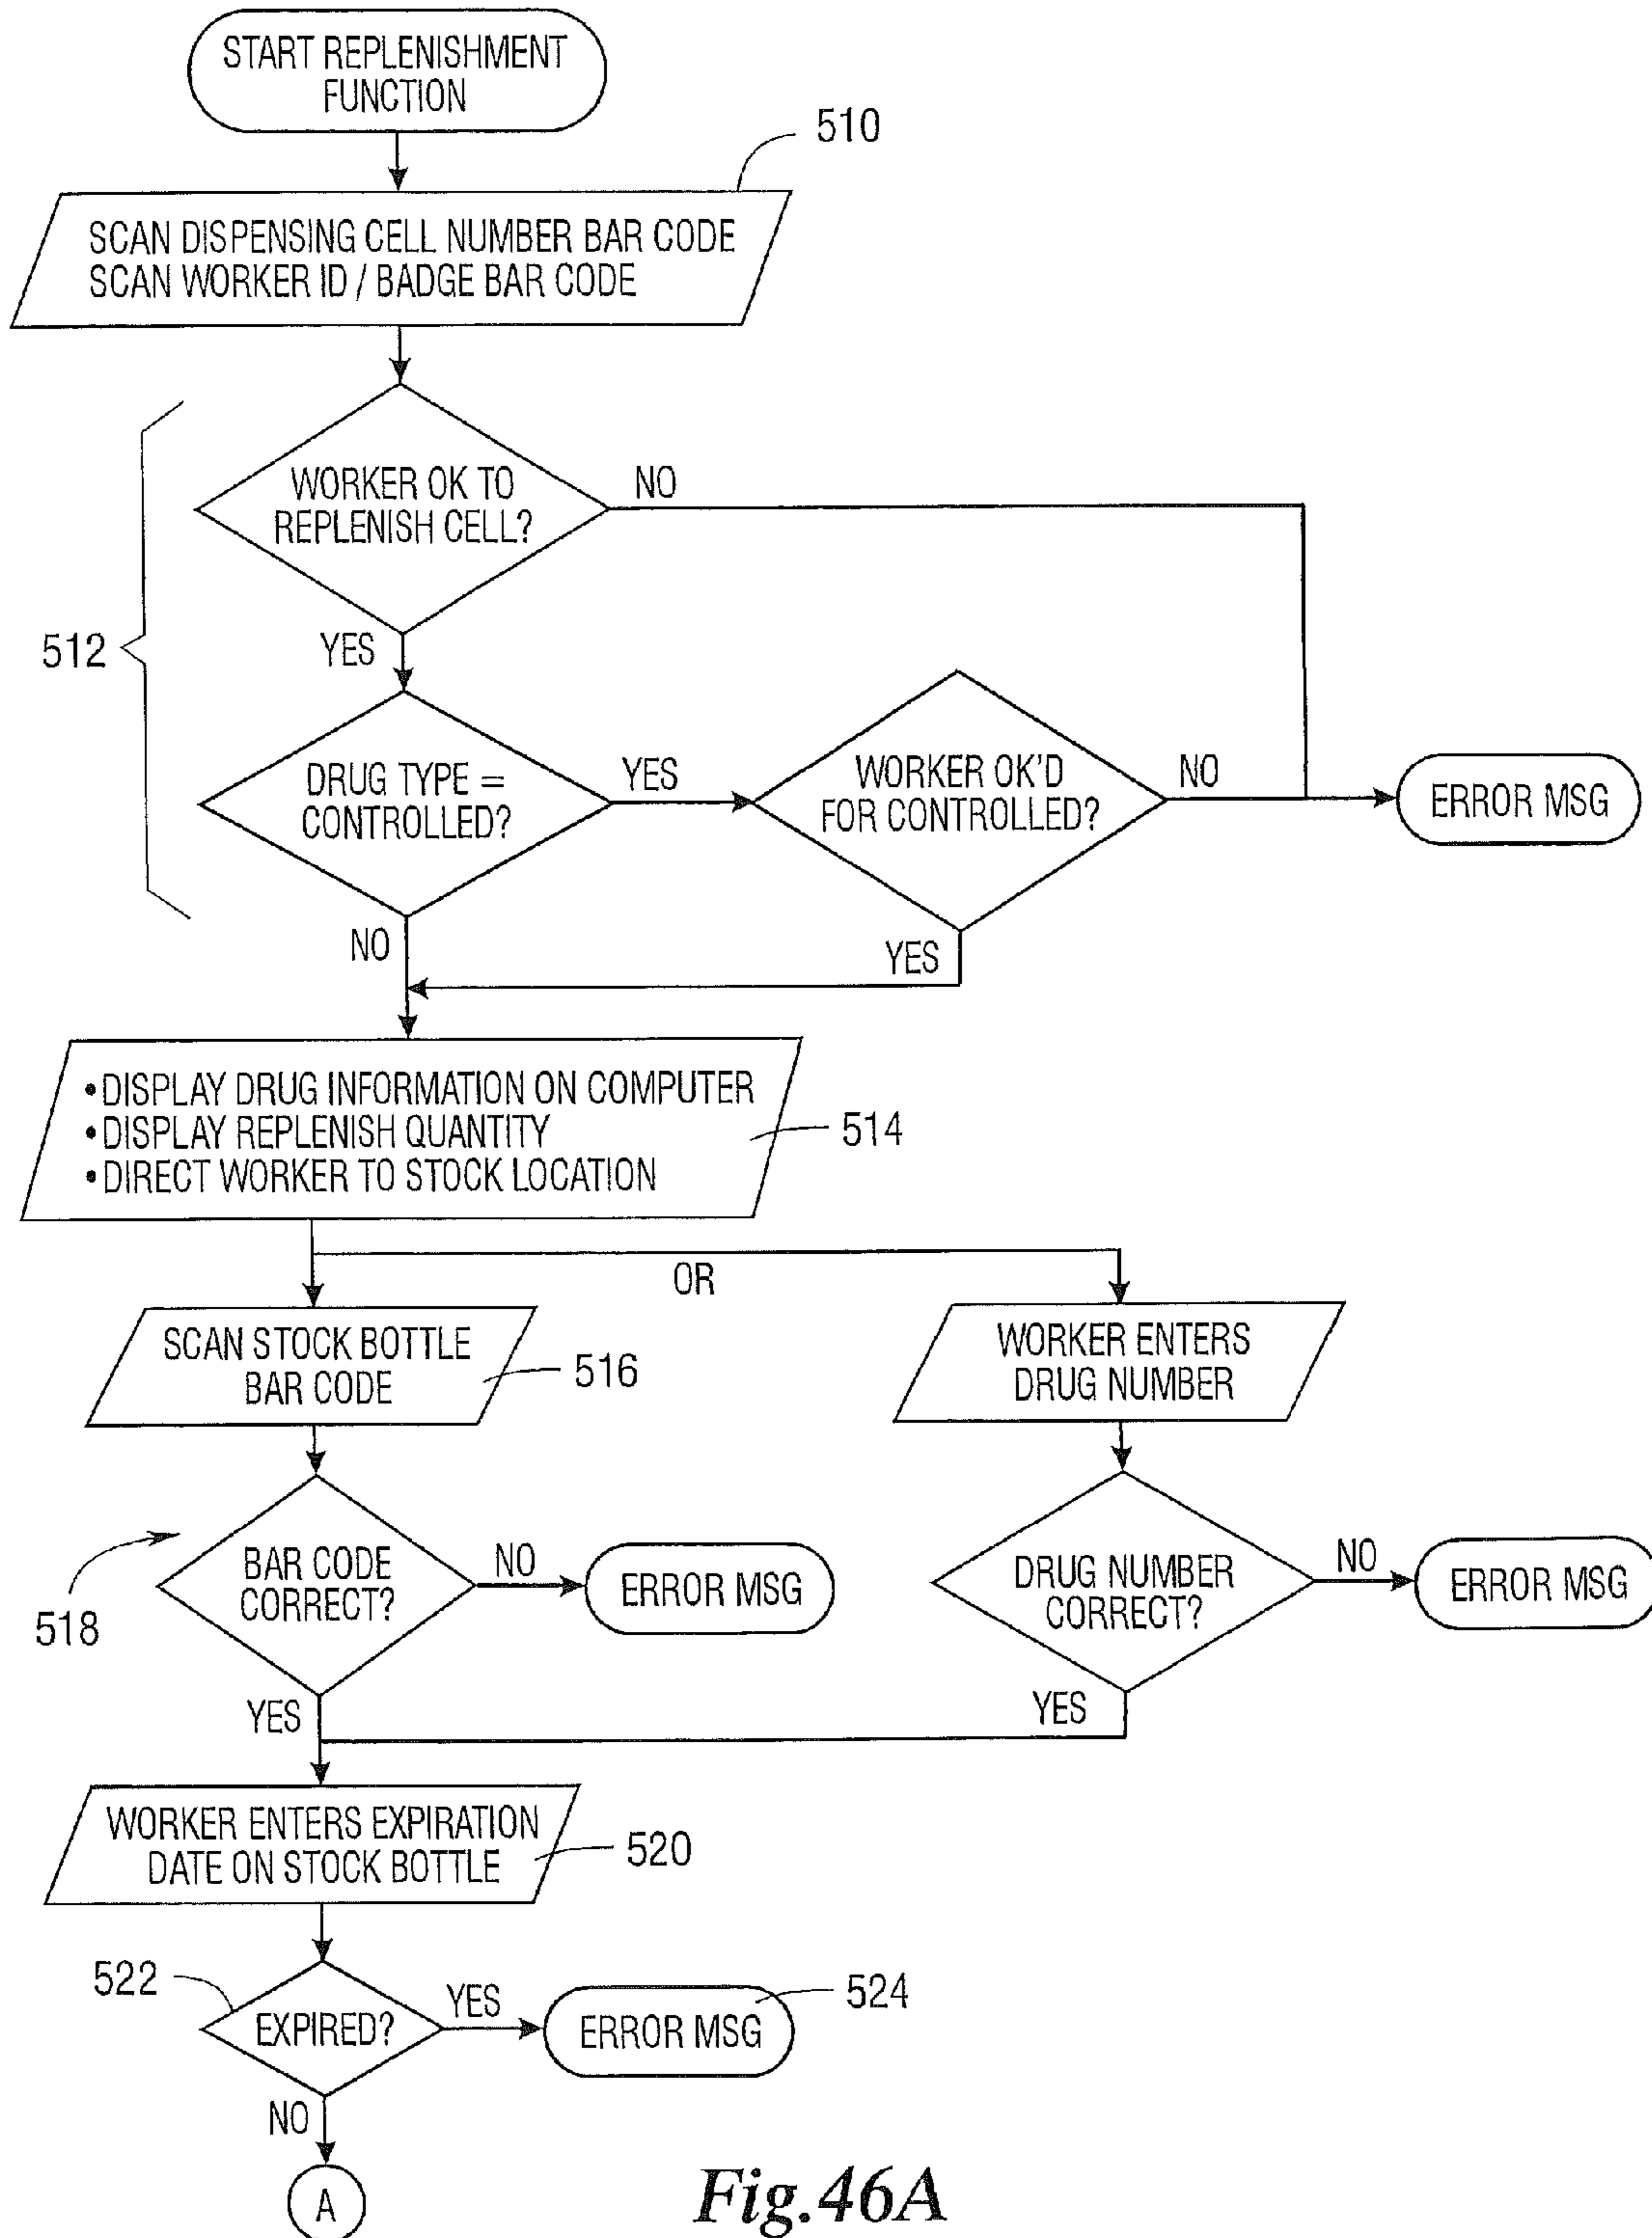 START REPLENISHMENT
FUNCTION
510
SCAN DISPENSING CELL NUMBER BAR CODE
SCAN WORKER ID / BADGE BAR CODE
WORKER OK TO
REPLENISH CELL?
NO
512
YES
DRUG TYPE =
CONTROLLED?
YES
WORKER OK'D
FOR CONTROLLED?
NO
ERROR MSG
NO
YES
• DISPLAY DRUG INFORMATION ON COMPUTER
• DISPLAY REPLENISH QUANTITY
• DIRECT WORKER TO STOCK LOCATION
514
OR
SCAN STOCK BOTTLE
BAR CODE
516
WORKER ENTERS
DRUG NUMBER
518
BAR CODE
CORRECT?
NO
ERROR MSG
DRUG NUMBER
CORRECT?
NO
ERROR MSG
YES
YES
WORKER ENTERS EXPIRATION
DATE ON STOCK BOTTLE
520
522
EXPIRED?
YES
ERROR MSG
524
NO
A
Fig.46A